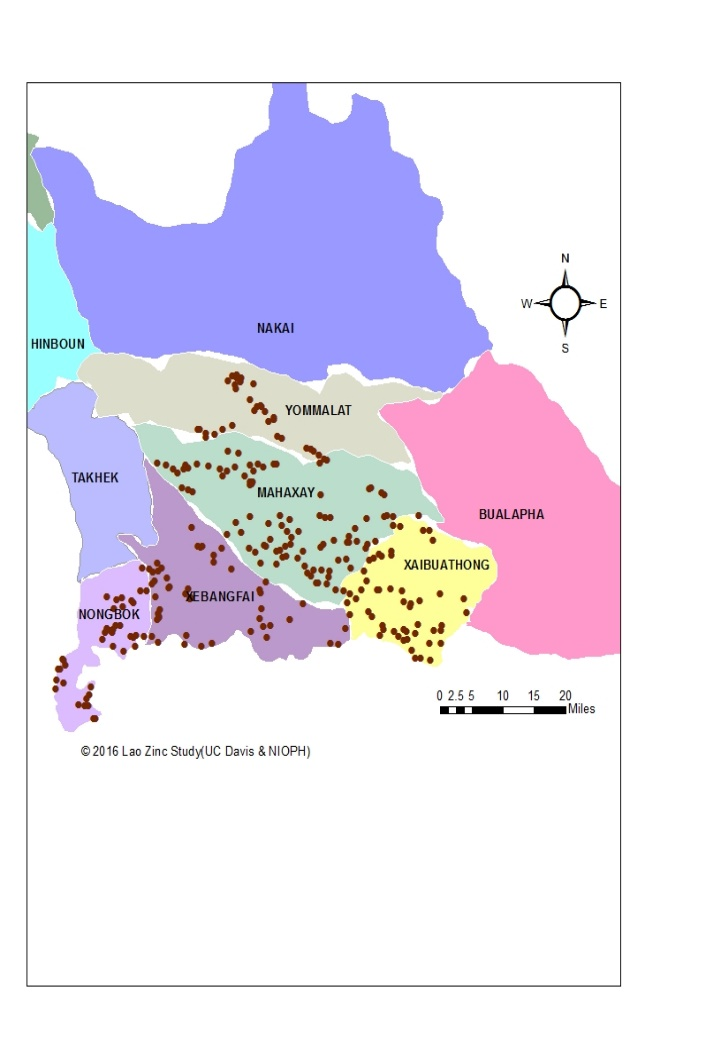 N
W E
S
NAKAI
HINBOUN
YOMMALAT
TAKHEK
MAHAXAY
BUALAPHA
XAIBUATHONG
XEBANGFAI
NONGBOK
0 2.5 5 10 15 20
Miles
© 2016 Lao Zinc Study(UC Davis & NIOPH)